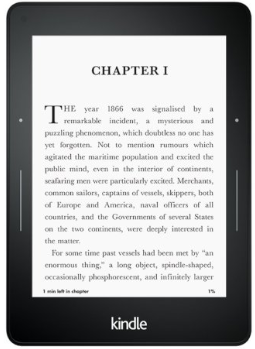 CHAPTER I
THE year 1866 was signalised by a
remarkable incident, a mysterious and
puzzling phenomenon, which doubtless no one has
yet forgotten. Not to mention rumours which
agitated the maritime population and excited the
public mind, even in the interior of continents,
seafaring men were particularly excited. Merchants,
common sailors, captains of vessels, skippers, both
of Europe and America, naval officers of all
countries, and the Governments of several States
on the two continents, were deeply interested in
the matter.
For some time past vessels had been met by "an
enormous thing," a long object, spindle-shaped,
occasionally phosphorescent, and infinitely larger
1 min left in chapter 1%
kindle